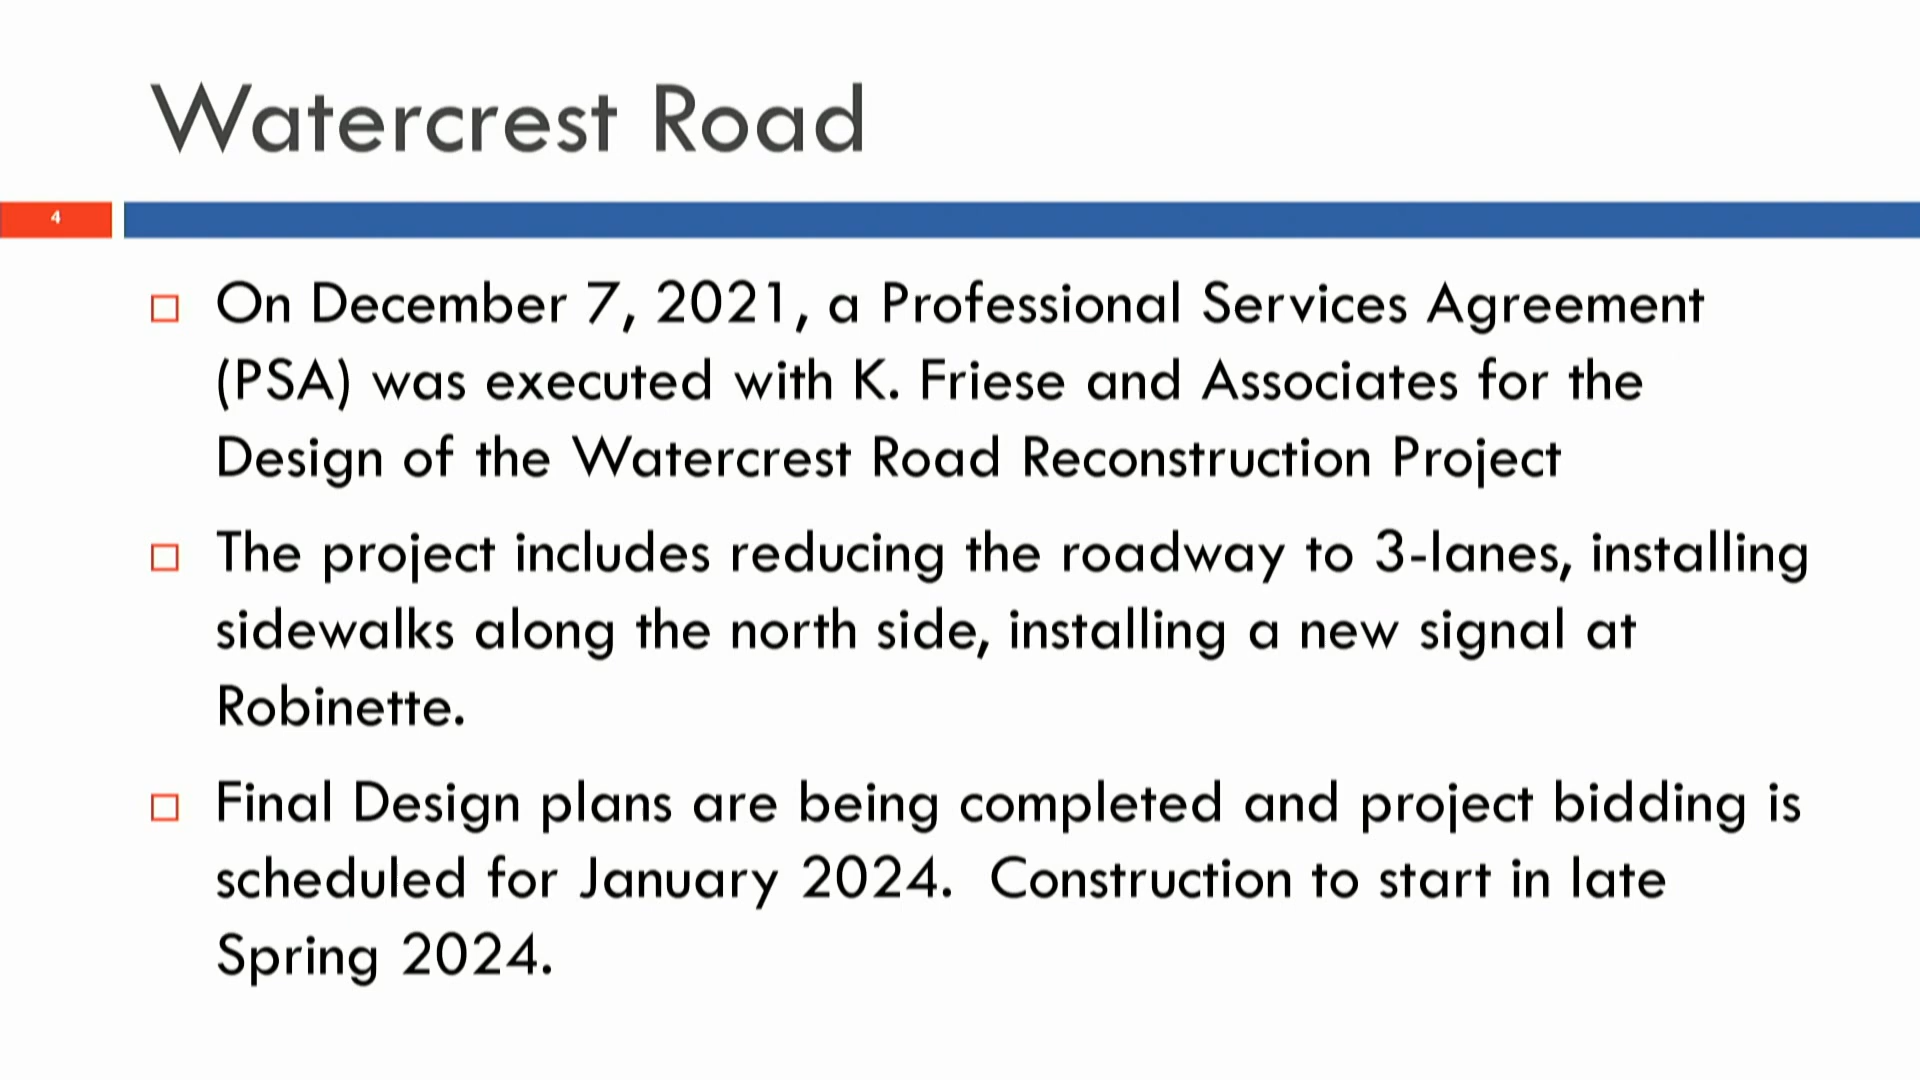 Watercrest Road
4
On December 7, 2021, a Professional Services Agreement
(PSA) was executed with K. Friese and Associates for the
Design of the Watercrest Road Reconstruction Project
The project includes reducing the roadway to 3-lanes, installing
sidewalks along the north side, installing a new signal at
Robinette.
Final Design plans are being completed and project bidding is
scheduled for January 2024.  Construction to start in late
Spring 2024.